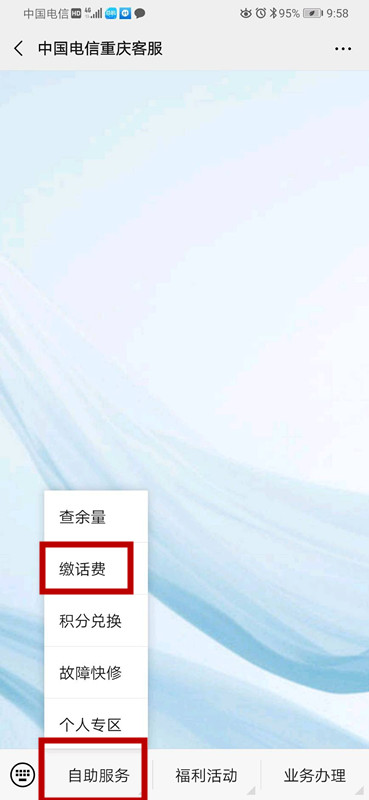 中国电信 HD 4G 95% 9:58
中国电信重庆客服
查余量
缴话费
积分兑换
故障快修
个人专区
自助服务 福利活动 业务办理